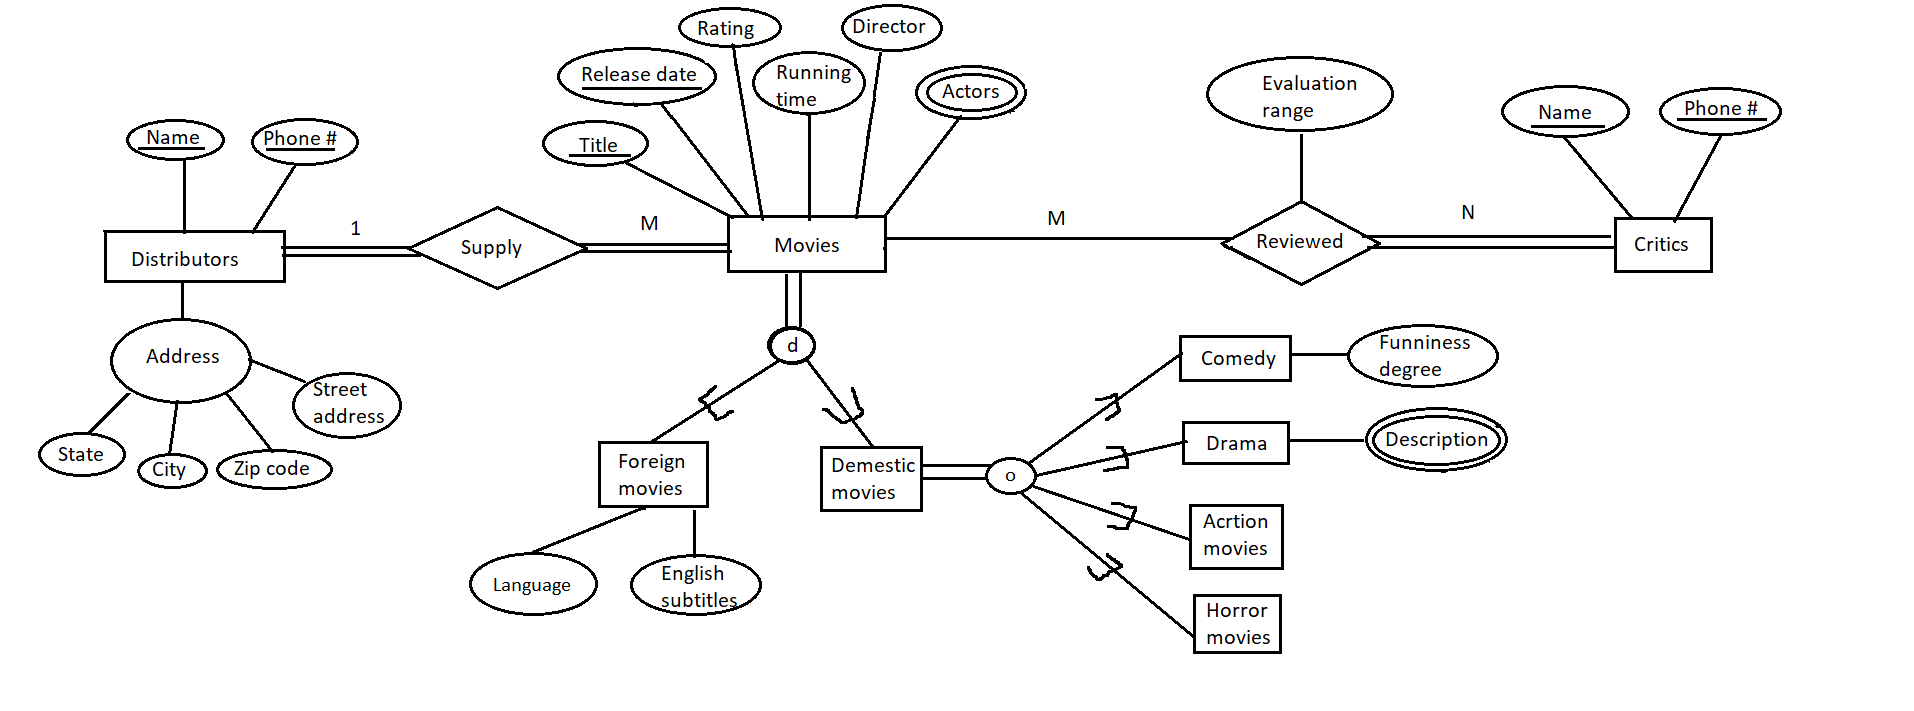 Rating
Director
Release date
Running
time
Actors
Evaluation
range
Name
Phone #
Name
Phone #
Title
1
M
M
N
Distributors
Supply
Movies
Reviewed
Critics
d
Address
Street
address
State
City
Zip code
Comedy
Funniness
degree
Drama
Description
Foreign
movies
Demestic
movies
o
Acrtion
movies
Language
English
subtitles
Horror
movies